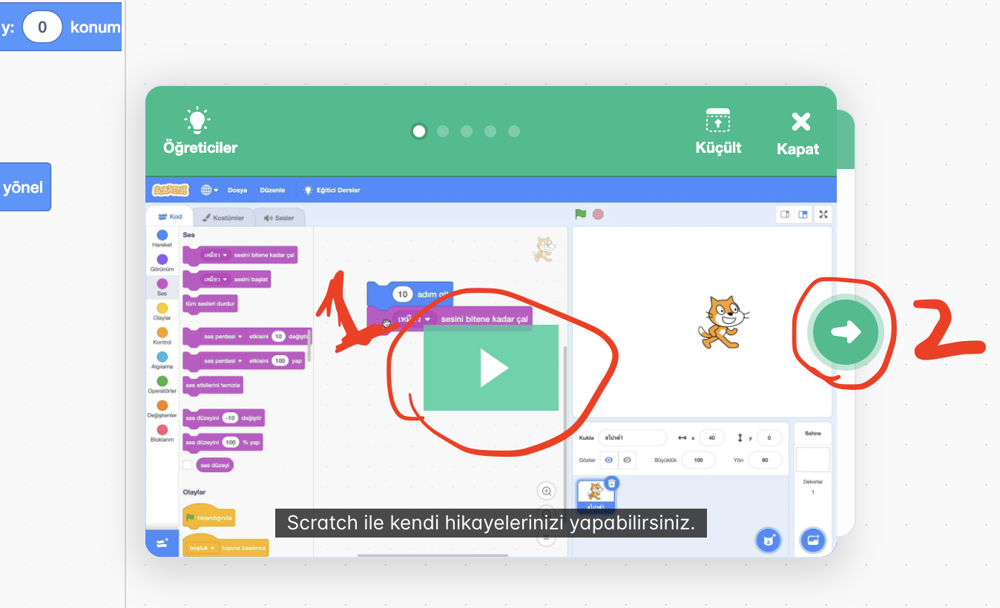 y: 0 konum
yönel
Öğreticiler
Küçült
Kapat
SCRATCH Dosya Düzenle Eğitici Dersler
Kod Kostümler Sesler
Hareket
Görünüm
Ses
Olaylar
Kontrol
Algılama
Operatörler
Değişkenler
Bloklarım
Ses
เหมียว sesini bitene kadar çal
เหมียว sesini başlat
tüm sesleri durdur
ses perdesi etkisini 10 değiştir
ses perdesi etkisini 100 yap
ses etkilerini temizle
ses düzeyini -10 değiştir
ses düzeyini 100 % yap
ses düzeyi
Olaylar
tıklandığında
boşluk tuşuna basılınca
10 adım git
เหมียว sesini bitene kadar çal
1
2
Kukla สไปรต์1 x 40 y 0
Göster Büyüklük 100 Yön 90
สไปรต์1
Sahne
Dekorlar
1
Scratch ile kendi hikayelerinizi yapabilirsiniz.